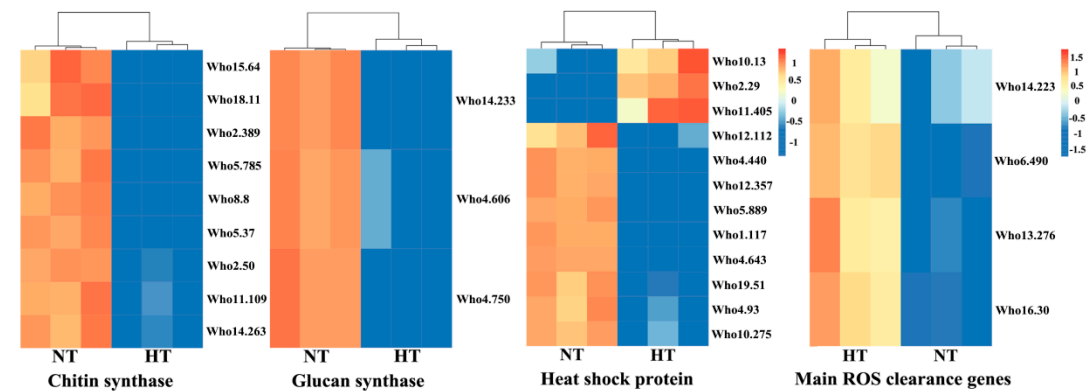 Who15.64
Who18.11
Who2.389
Who5.785
Who8.8
Who5.37
Who2.50
Who11.109
Who14.263
NT HT
Chitin synthase
Who14.233
Who4.606
Who4.750
NT HT
Glucan synthase
Who10.13
Who2.29
Who11.405
Who12.112
Who4.440
Who12.357
Who5.889
Who1.117
Who4.643
Who19.51
Who4.93
Who10.275
NT HT
Heat shock protein
1
0.5
0
-0.5
-1
Who14.223
Who6.490
Who13.276
Who16.30
HT NT
Main ROS clearance genes
1.5
1
0.5
0
-0.5
-1
-1.5